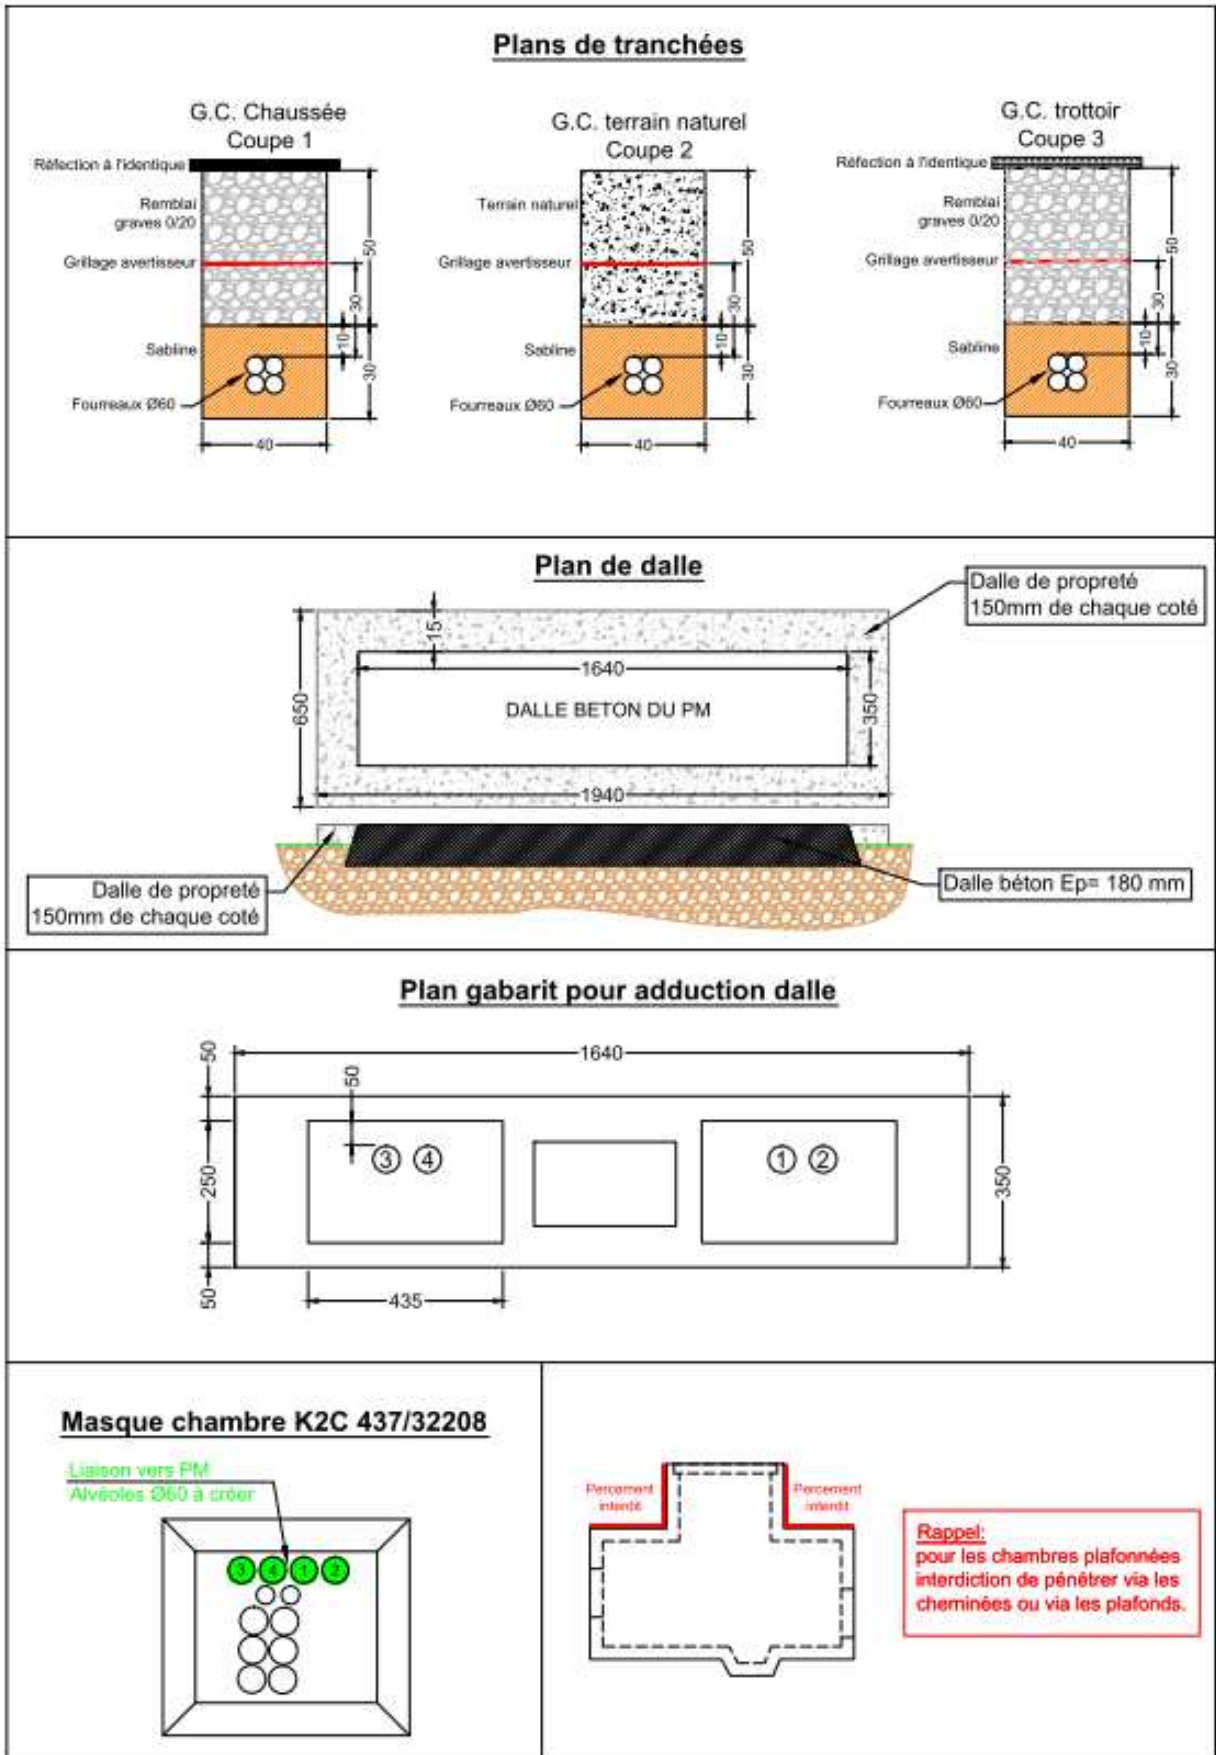 Plans de tranchées
G.C. Chaussée
Coupe 1
Réfection à l'identique
Remblai
graves 0/20
Grillage avertisseur
Sabline
Fourreaux Ø60
50
30
10
30
40
G.C. terrain naturel
Coupe 2
Terrain naturel
Grillage avertisseur
Sabline
Fourreaux Ø60
50
30
10
30
40
G.C. trottoir
Coupe 3
Réfection à l'identique
Remblai
graves 0/20
Grillage avertisseur
Sabline
Fourreaux Ø60
50
30
10
30
40
Plan de dalle
Dalle de propreté
150mm de chaque coté
15
1640
650
DALLE BETON DU PM
350
1940
Dalle de propreté
150mm de chaque coté
Dalle béton Ep= 180 mm
Plan gabarit pour adduction dalle
1640
50
50
3 4
1 2
250
350
50
435
Masque chambre K2C 437/32208
Liaison vers PM
Alvéoles Ø60 à créer
3 4 1 2
Percement
interdit
Percement
interdit
Rappel:
pour les chambres plafonnées
interdiction de pénétrer via les
cheminées ou via les plafonds.